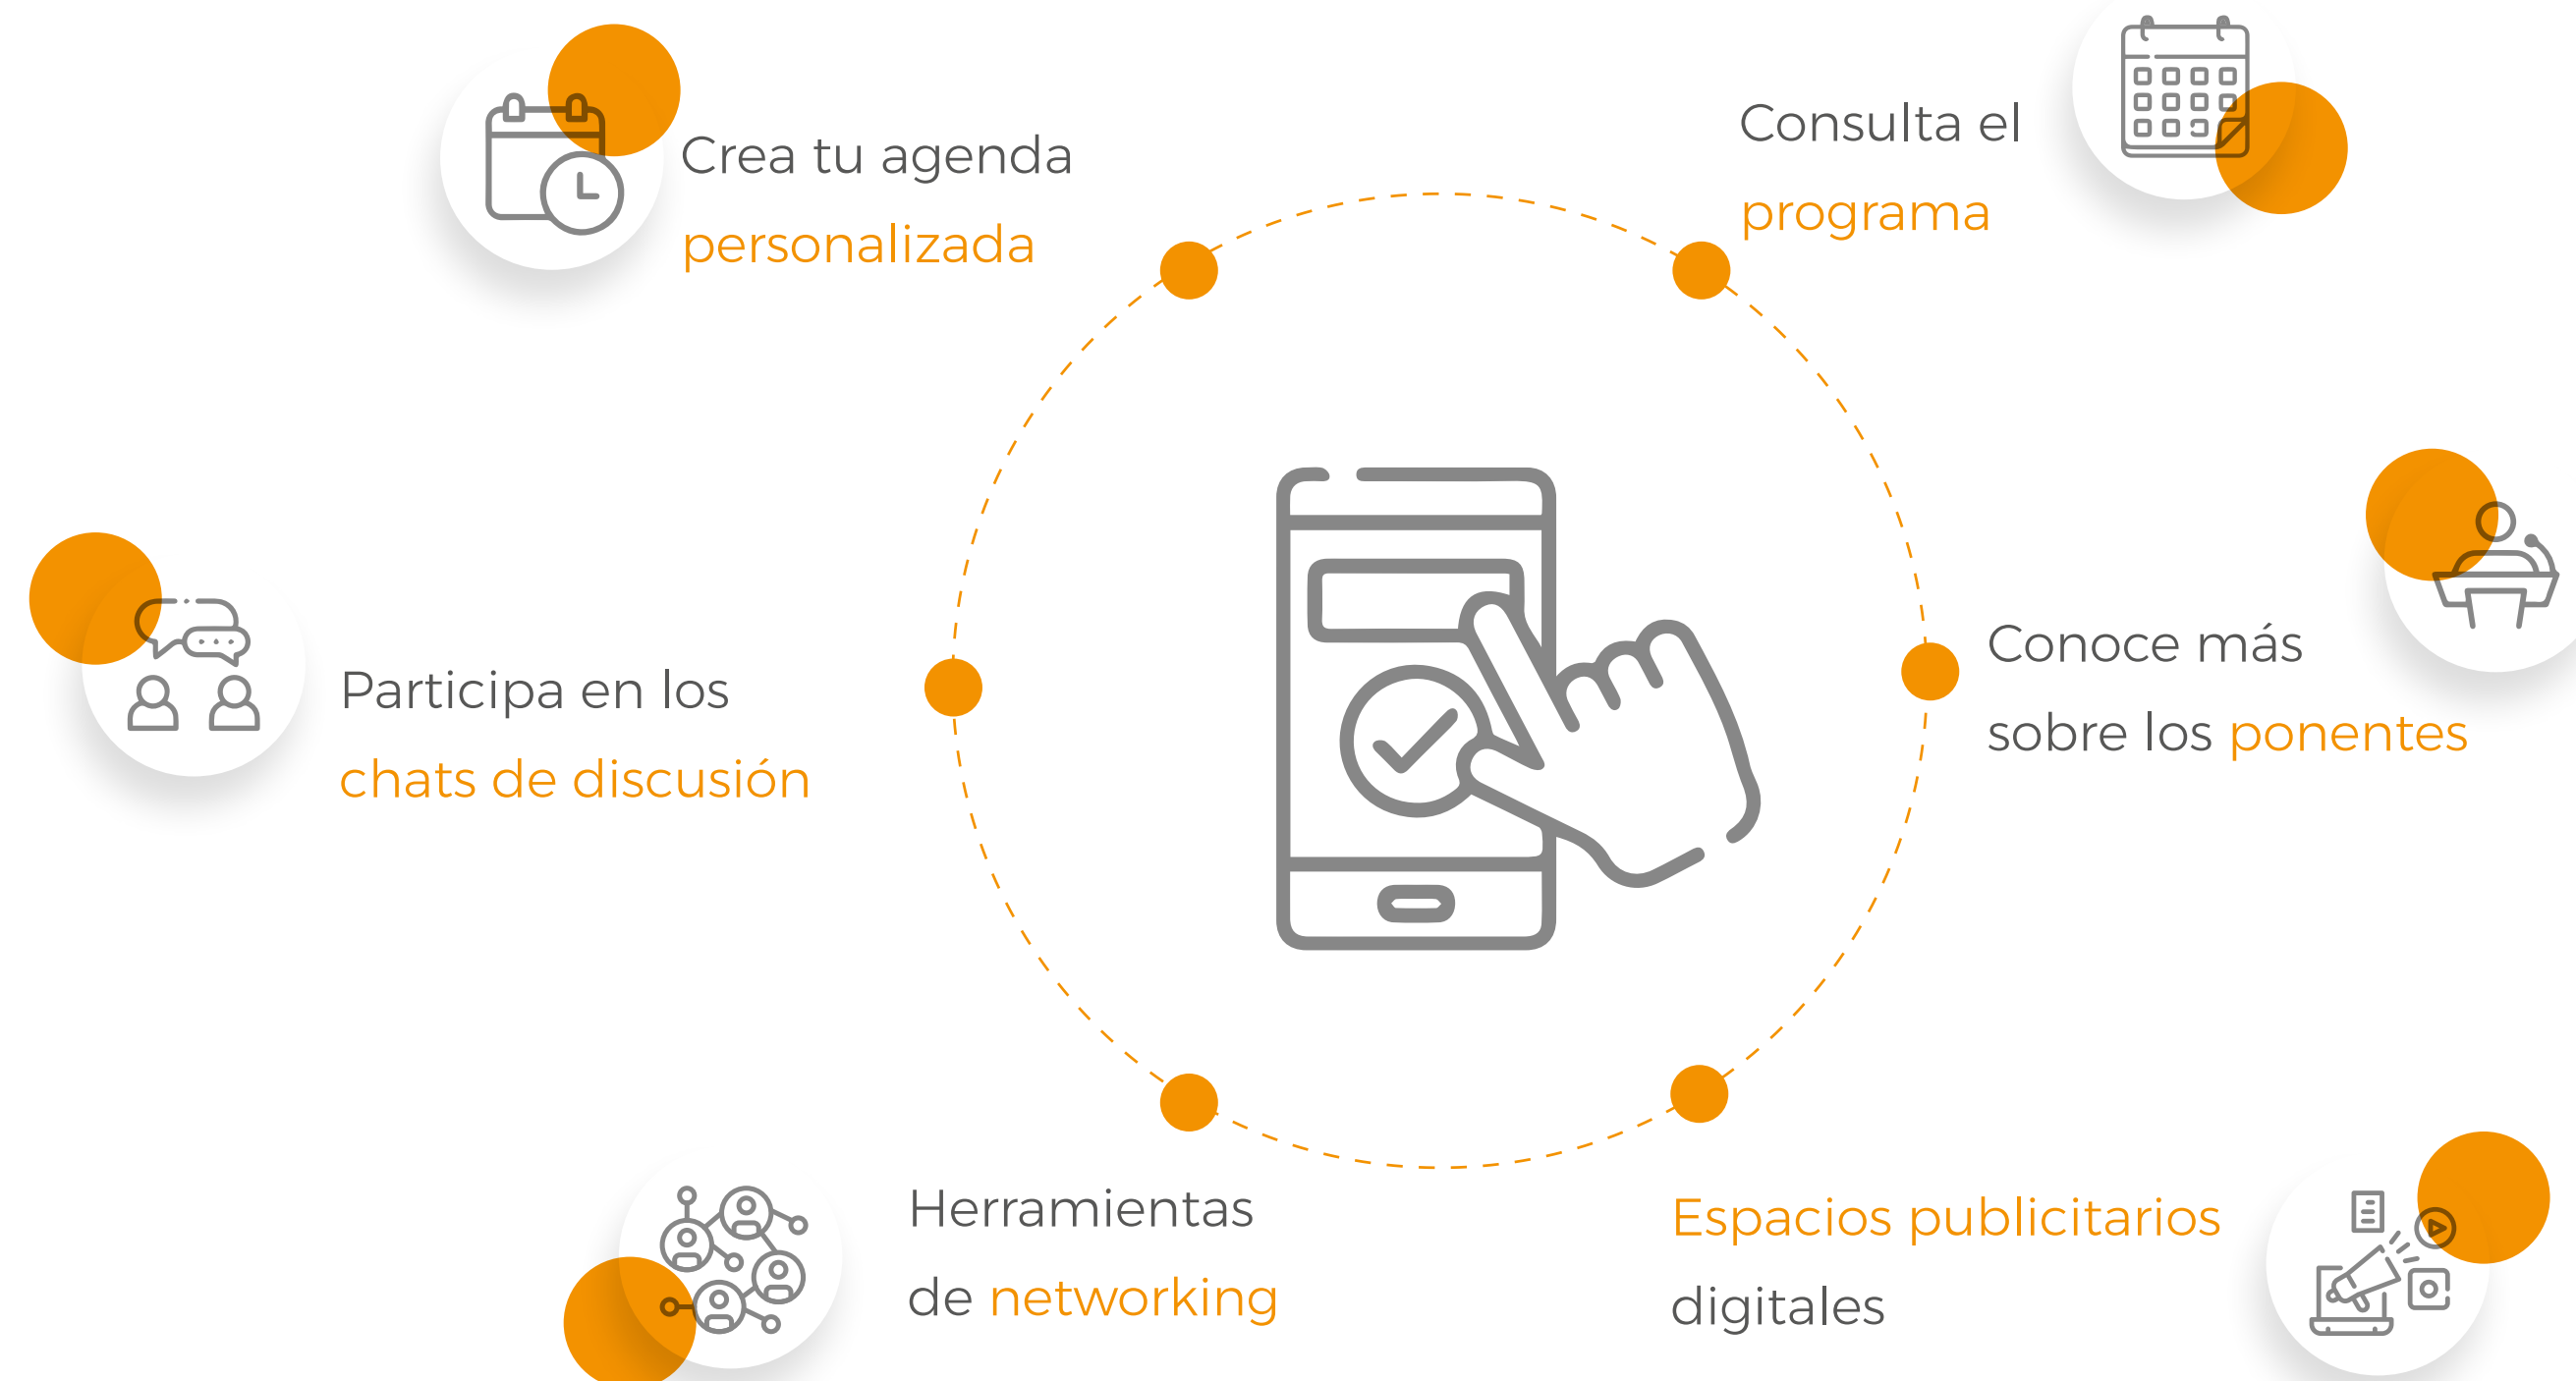 Crea tu agenda
personalizada
Consulta el
programa
Participa en los
chats de discusión
Conoce más
sobre los ponentes
Herramientas
de networking
Espacios publicitarios
digitales